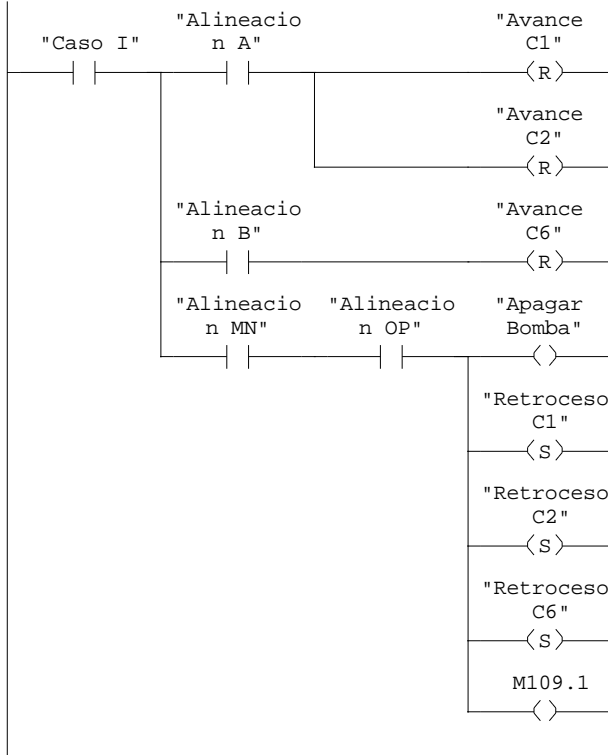 "Alineacio "Avance
"Caso I" n A" C1"
R
"Avance
C2"
R
"Alineacio "Avance
n B" C6"
R
"Alineacio "Alineacio "Apagar
n MN" n OP" Bomba"
"Retroceso
C1"
S
"Retroceso
C2"
S
"Retroceso
C6"
S
M109.1